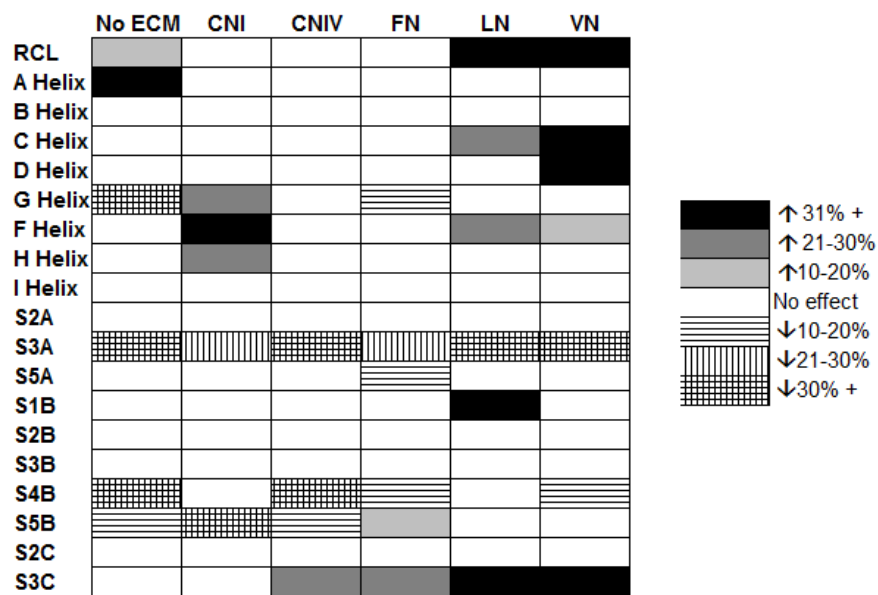 No ECM CNI CNIV FN LN VN
RCL
A Helix
B Helix
C Helix
D Helix
G Helix
F Helix
H Helix
I Helix
S2A
S3A
S5A
S1B
S2B
S3B
S4B
S5B
S2C
S3C
↑ 31% +
↑ 21-30%
↑10-20%
No effect
↓10-20%
↓21-30%
↓30% +